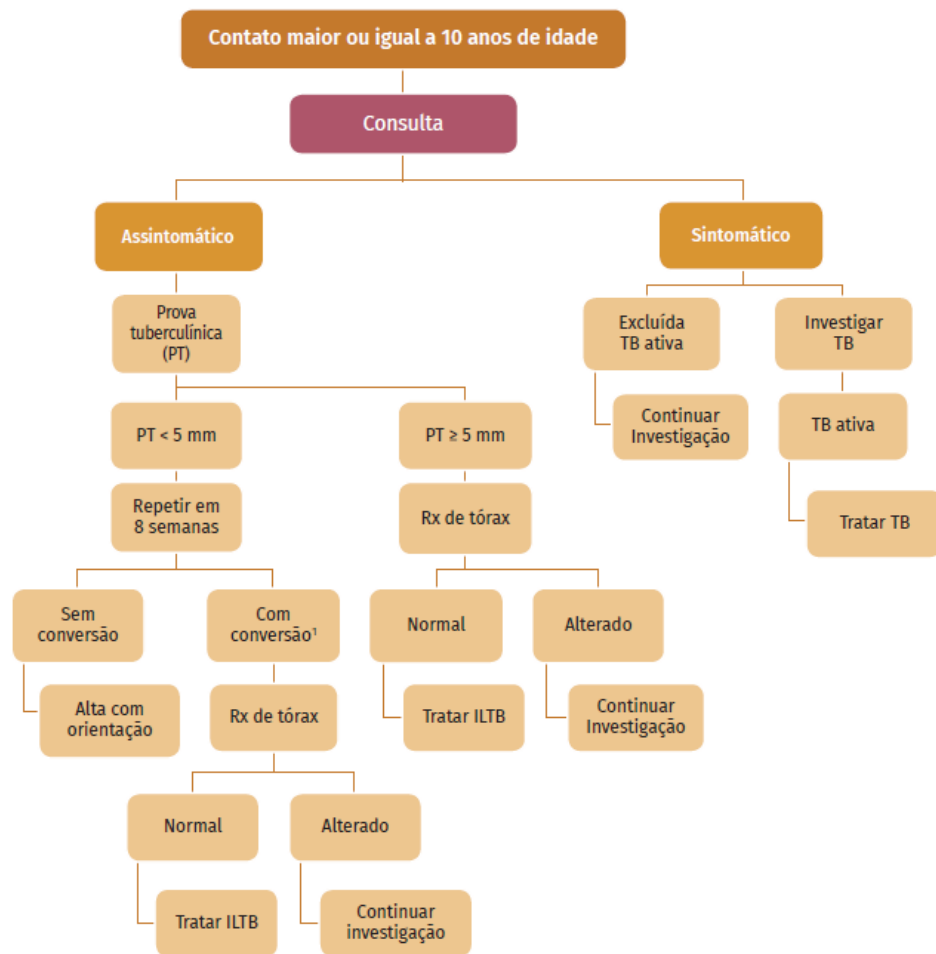 Contato maior ou igual a 10 anos de idade
Consulta
Assintomático
Sintomático
Prova
tuberculínica
(PT)
Excluída
TB ativa
Investigar
TB
PT < 5 mm
PT ≥ 5 mm
Continuar
Investigação
TB ativa
Repetir em
8 semanas
Rx de tórax
Tratar TB
Sem
conversão
Com
conversão¹
Normal
Alterado
Alta com
orientação
Rx de tórax
Tratar ILTB
Continuar
Investigação
Normal
Alterado
Tratar ILTB
Continuar
investigação